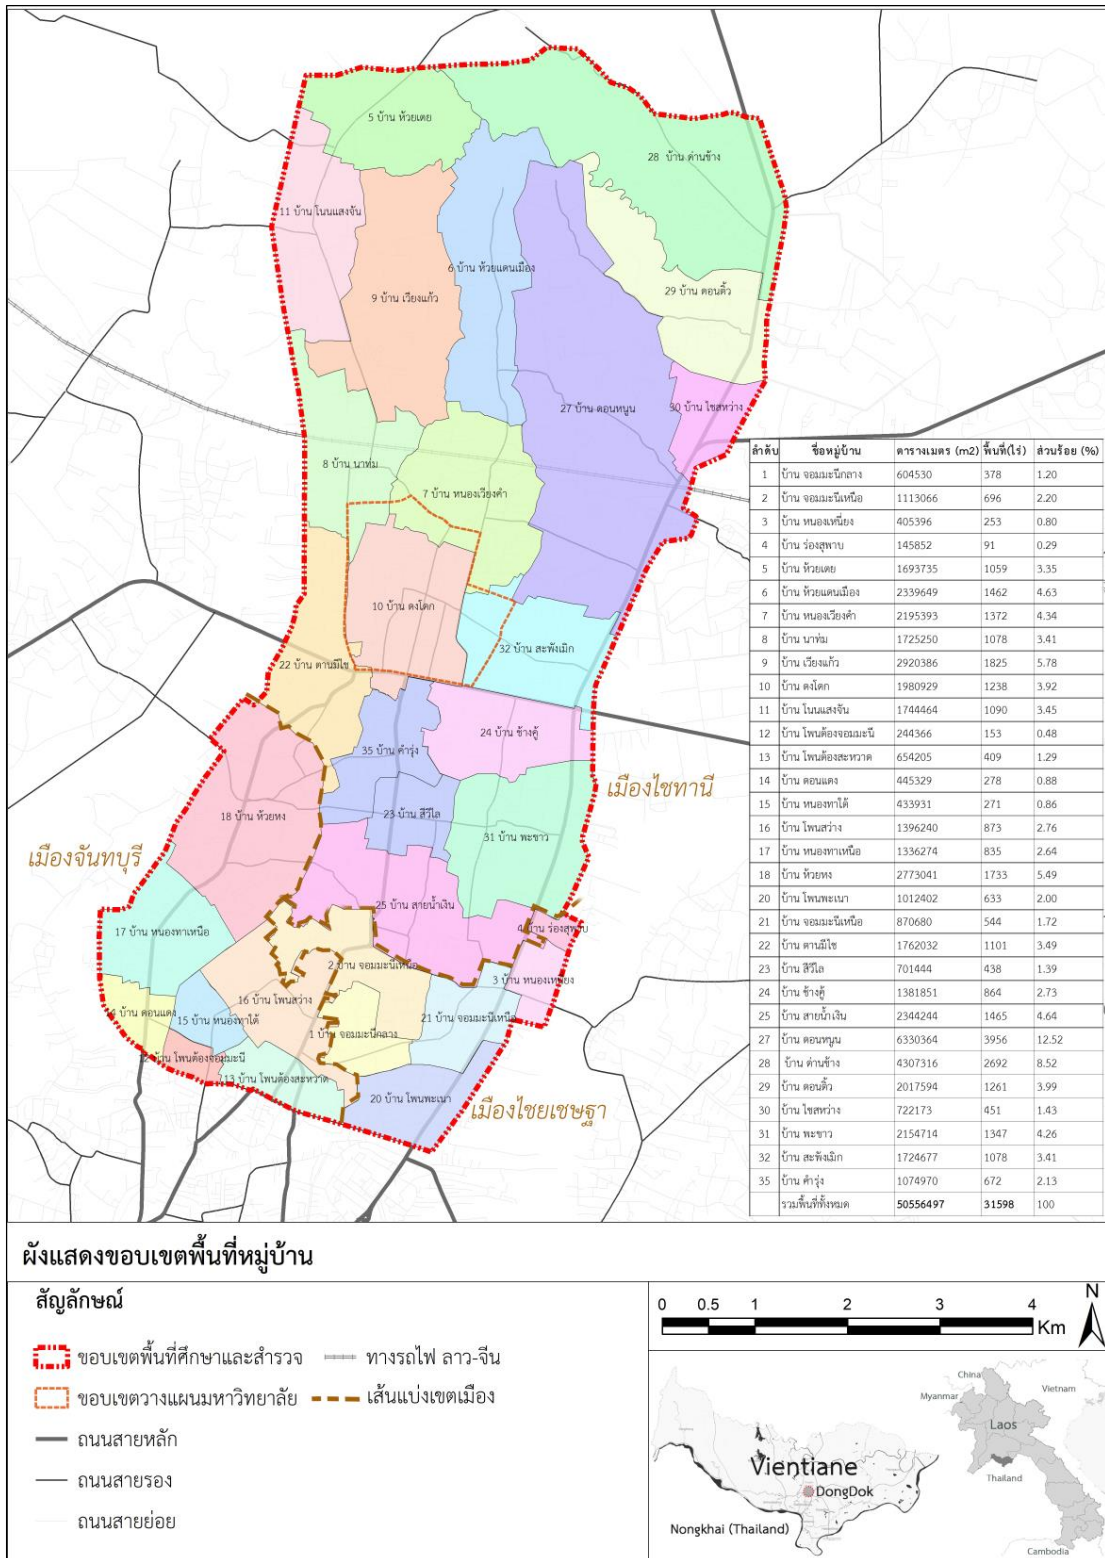 5 บ้าน ห้วยเตย
28 บ้าน ด่านช้าง
11 บ้าน โนนแสงจัน
6 บ้าน ห้วยแดนเมือง
29 บ้าน ดอนติ้ว
9 บ้าน เวียงแก้ว
27 บ้าน ดอนหนูน
30 บ้าน ไชสหว่าง
8 บ้าน นาท่ม
7 บ้าน หนองเวียงคำ
10 บ้าน ดงโดก
32 บ้าน สะพังเมิก
22 บ้าน ตานมีไช
24 บ้าน ช้างคู้
35 บ้าน คำรุ่ง
เมืองไชทานี
23 บ้าน สีวิไล
18 บ้าน ห้วยหง
31 บ้าน พะขาว
เมืองจันทบุรี
25 บ้าน สายน้ำเงิน
4 บ้าน ร่องสุพาบ
17 บ้าน หนองทาเหนือ
2 บ้าน จอมมะนีเหนือ
3 บ้าน หนองเหนี่ยง
16 บ้าน โพนสว่าง
14 บ้าน ดอนแดง
15 บ้าน หนองทาใต้
21 บ้าน จอมมะนีเหนือ
1 บ้าน จอมมะนีกลาง
12 บ้าน โพนต้องจอมมะนี
13 บ้าน โพนต้องสะหวาด
20 บ้าน โพนพะเนา
เมืองไชยเชษฐา
ลำดับ ชื่อหมู่บ้าน ตารางเมตร (m2) พื้นที่(ไร่) ส่วนร้อย (%)
1 บ้าน จอมมะนีกลาง 604530 378 1.20
2 บ้าน จอมมะนีเหนือ 1113066 696 2.20
3 บ้าน หนองเหนี่ยง 405396 253 0.80
4 บ้าน ร่องสุพาบ 145852 91 0.29
5 บ้าน ห้วยเตย 1693735 1059 3.35
6 บ้าน ห้วยแดนเมือง 2339649 1462 4.63
7 บ้าน หนองเวียงคำ 2195393 1372 4.34
8 บ้าน นาท่ม 1725250 1078 3.41
9 บ้าน เวียงแก้ว 2920386 1825 5.78
10 บ้าน ดงโดก 1980929 1238 3.92
11 บ้าน โนนแสงจัน 1744464 1090 3.45
12 บ้าน โพนต้องจอมมะนี 244366 153 0.48
13 บ้าน โพนต้องสะหวาด 654205 409 1.29
14 บ้าน ดอนแดง 445329 278 0.88
15 บ้าน หนองทาใต้ 433931 271 0.86
16 บ้าน โพนสว่าง 1396240 873 2.76
17 บ้าน หนองทาเหนือ 1336274 835 2.64
18 บ้าน ห้วยหง 2773041 1733 5.49
20 บ้าน โพนพะเนา 1012402 633 2.00
21 บ้าน จอมมะนีเหนือ 870680 544 1.72
22 บ้าน ตานมีไช 1762032 1101 3.49
23 บ้าน สีวิไล 701444 438 1.39
24 บ้าน ช้างคู้ 1381851 864 2.73
25 บ้าน สายน้ำเงิน 2344244 1465 4.64
27 บ้าน ดอนหนูน 6330364 3956 12.52
28 บ้าน ด่านช้าง 4307316 2692 8.52
29 บ้าน ดอนติ้ว 2017594 1261 3.99
30 บ้าน ไชสหว่าง 722173 451 1.43
31 บ้าน พะขาว 2154714 1347 4.26
32 บ้าน สะพังเมิก 1724677 1078 3.41
35 บ้าน คำรุ่ง 1074970 672 2.13
รวมพื้นที่ทั้งหมด 50556497 31598 100
ผังแสดงขอบเขตพื้นที่หมู่บ้าน
สัญลักษณ์
ขอบเขตพื้นที่ศึกษาและสำรวจ ทางรถไฟ ลาว-จีน
ขอบเขตวางแผนมหาวิทยาลัย เส้นแบ่งเขตเมือง
ถนนสายหลัก
ถนนสายรอง
ถนนสายย่อย
N
0 0.5 1 2 3 4
Km
China
Myanmar
Vietnam
Laos
Thailand
Cambodia
Vientiane
DongDok
Nongkhai (Thailand)